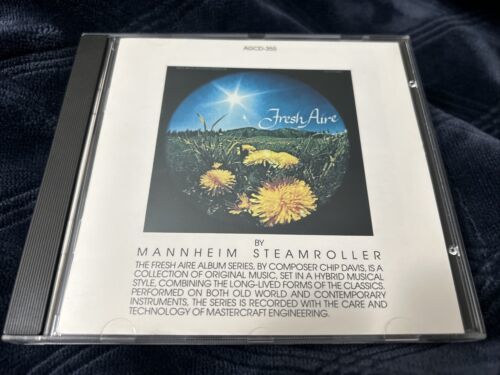 AGCD-355
Fresh Aire
BY
MANNHEIM STEAMROLLER
THE FRESH AIRE ALBUM SERIES, BY COMPOSER CHIP DAVIS, IS A
COLLECTION OF ORIGINAL MUSIC, SET IN A HYBRID MUSICAL
STYLE, COMBINING THE LONG-LIVED FORMS OF THE CLASSICS.
PERFORMED ON BOTH OLD WORLD AND CONTEMPORARY
INSTRUMENTS, THE SERIES IS RECORDED WITH THE CARE AND
TECHNOLOGY OF MASTERCRAFT ENGINEERING.